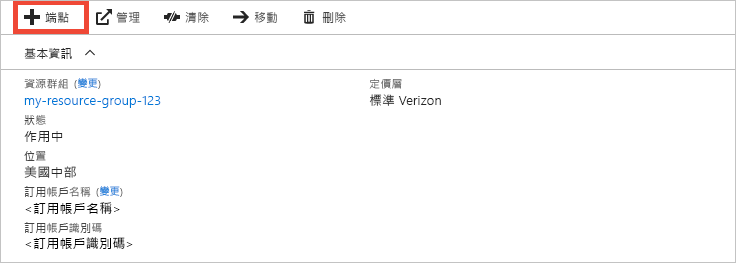 端點 管理 清除 移動 刪除
基本資訊
資源群組 (變更) 定價層
my-resource-group-123 標準 Verizon
狀態
作用中
位置
美國中部
訂用帳戶名稱 (變更)
<訂用帳戶名稱>
訂用帳戶識別碼
<訂用帳戶識別碼>